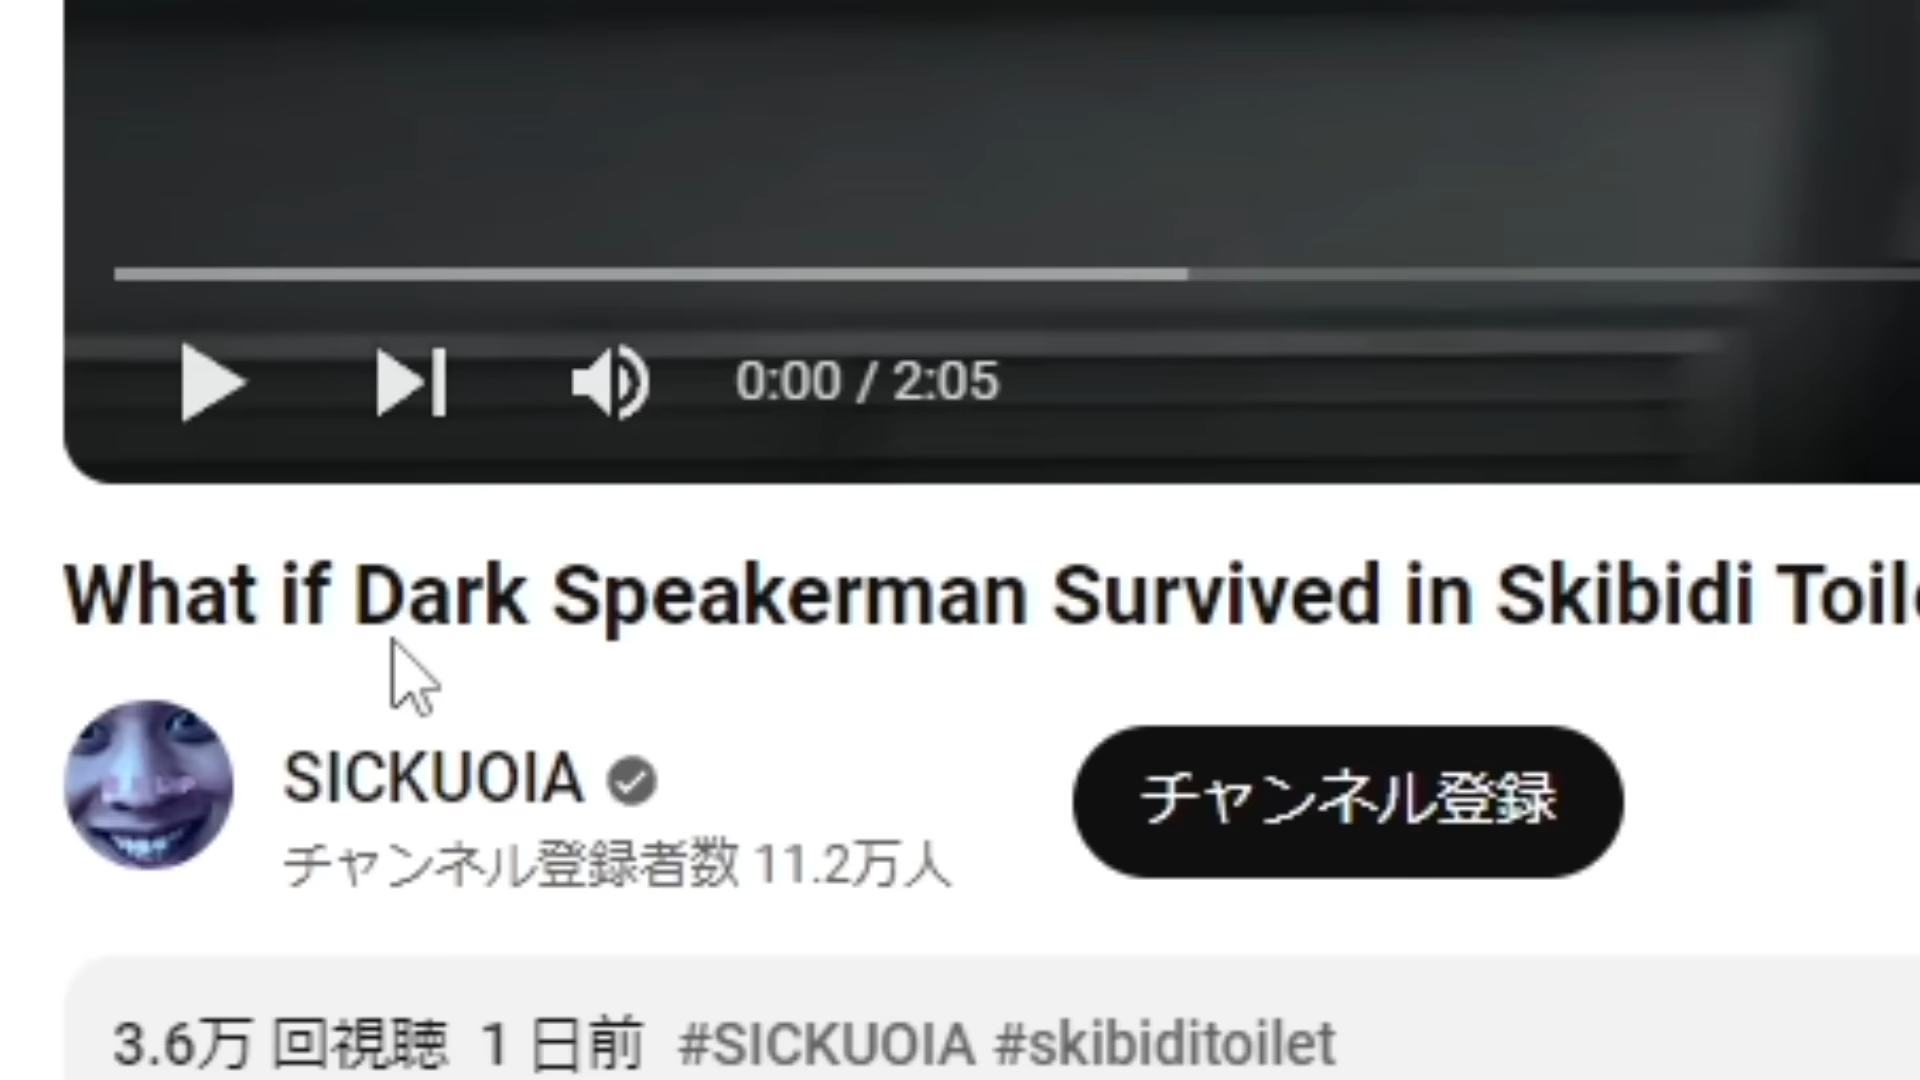 0:00 / 2:05
What if Dark Speakerman Survived in Skibidi
SICKUOIA
チャンネル登録
チャンネル登録者数 11.2万人
3.6万 回視聴 1 日前 #SICKUOIA #skibiditoilet